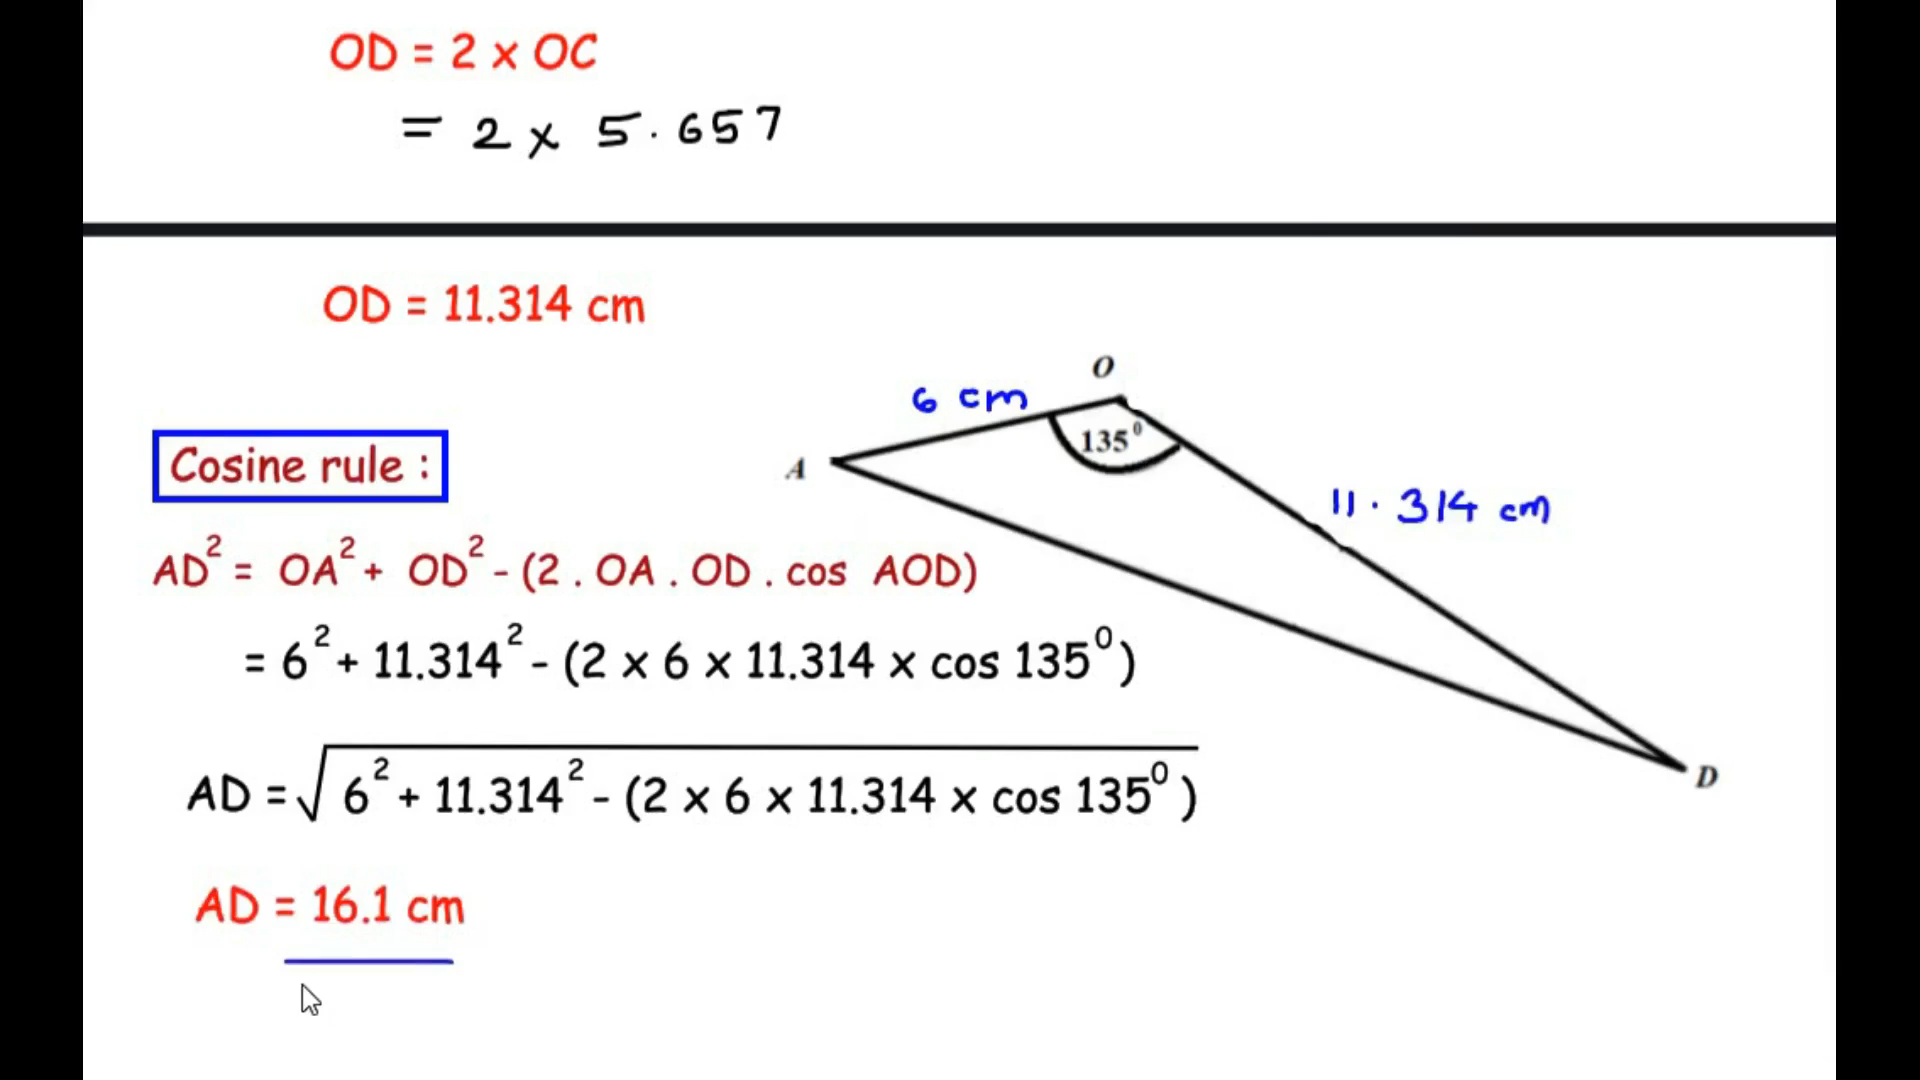 OD = 2 x OC
= 2 x 5.657
OD = 11.314 cm
O
6 cm
135⁰
A
11.314 cm
D
Cosine rule :
AD² = OA² + OD² - (2 . OA . OD . cos AOD)
= 6² + 11.314² - (2 x 6 x 11.314 x cos 135⁰)
AD = √ 6² + 11.314² - (2 x 6 x 11.314 x cos 135⁰ )
AD = 16.1 cm